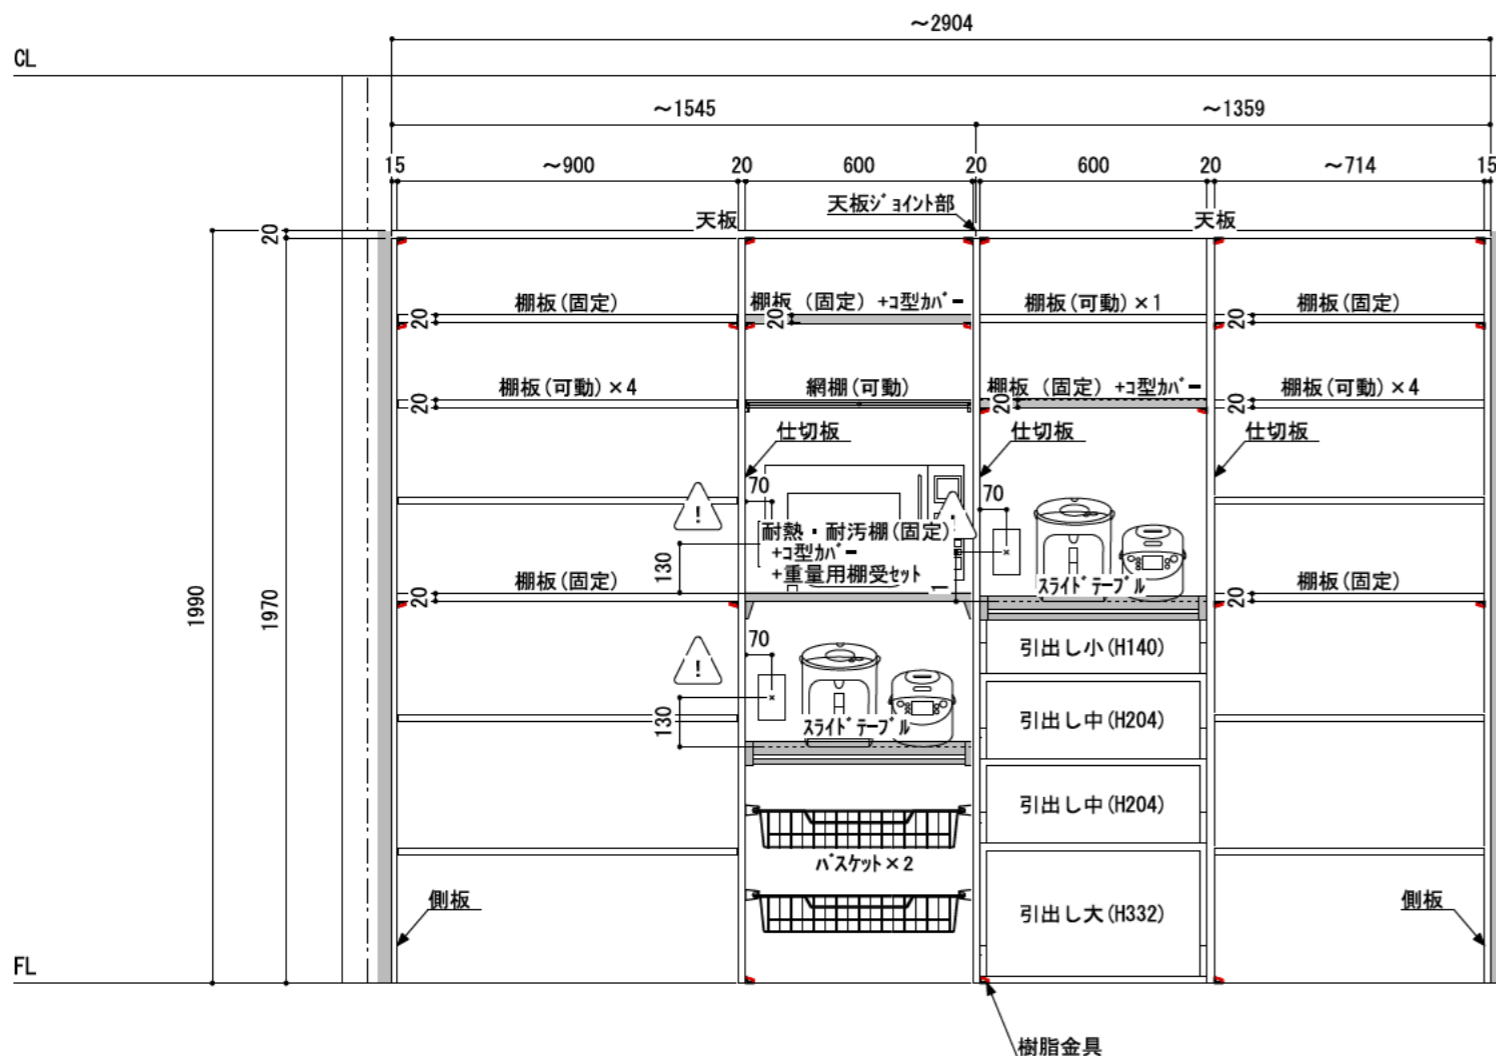 ～2904
CL
～1545
～1359
15
～900
20
600
20
600
20
～714
15
天板ｼﾞｮｲﾝﾄ部
天板
天板
20
棚板(固定)
棚板（固定）+ｺ型ｶﾊﾞｰ
棚板(可動)×1
棚板(固定)
20
20
20
棚板(可動)×4
網棚(可動)
棚板（固定）+ｺ型ｶﾊﾞｰ
棚板(可動)×4
20
20
20
仕切板
仕切板
仕切板
70
70
!
耐熱・耐汚棚(固定)
+ｺ型ｶﾊﾞｰ
+重量用棚受ｾｯﾄ
130
棚板(固定)
ｽﾗｲﾄﾞﾃｰﾌﾞﾙ
棚板(固定)
20
20
1990
1970
70
引出し小(H140)
!
130
ｽﾗｲﾄﾞﾃｰﾌﾞﾙ
引出し中(H204)
引出し中(H204)
ﾊﾞｽｹｯﾄ×2
側板
引出し大(H332)
側板
FL
樹脂金具